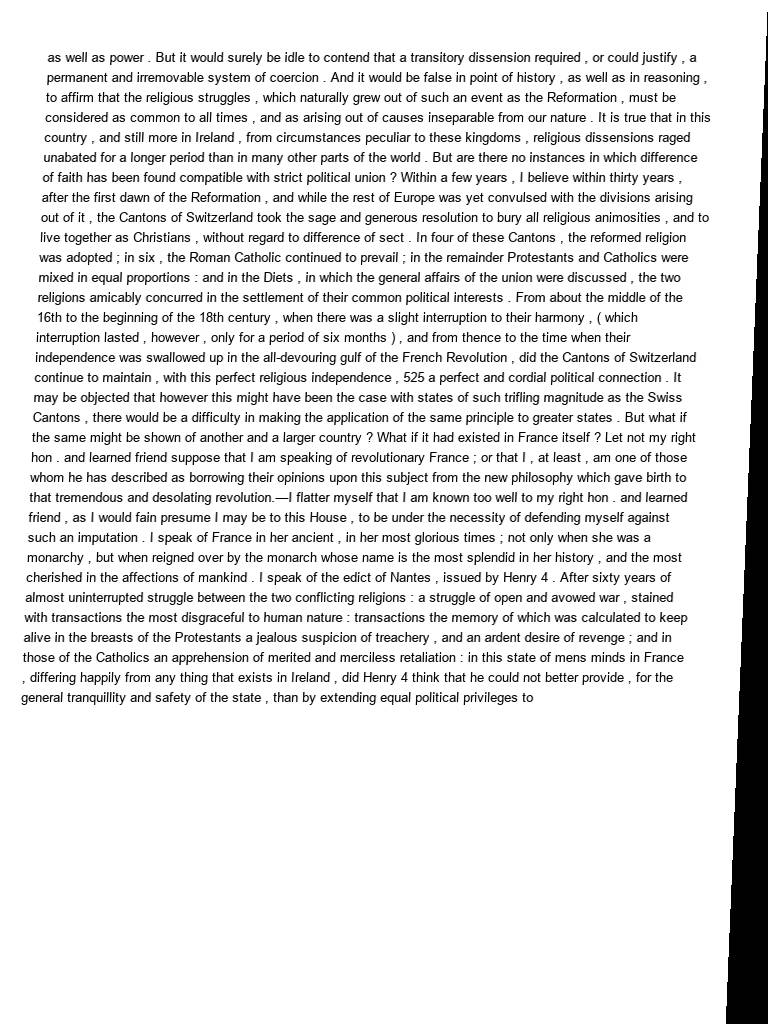 as well as power . But it would surely be idle to contend that a transitory dissension required , or could justify , a
permanent and irremovable system of coercion . And it would be false in point of history , as well as in reasoning ,
to affirm that the religious struggles , which naturally grew out of such an event as the Reformation , must be
considered as common to all times , and as arising out of causes inseparable from our nature . It is true that in this
country , and still more in Ireland , from circumstances peculiar to these kingdoms , religious dissensions raged
unabated for a longer period than in many other parts of the world . But are there no instances in which difference
of faith has been found compatible with strict political union ? Within a few years , I believe within thirty years ,
after the first dawn of the Reformation , and while the rest of Europe was yet convulsed with the divisions arising
out of it , the Cantons of Switzerland took the sage and generous resolution to bury all religious animosities , and to
live together as Christians , without regard to difference of sect . In four of these Cantons , the reformed religion
was adopted ; in six , the Roman Catholic continued to prevail ; in the remainder Protestants and Catholics were
mixed in equal proportions : and in the Diets , in which the general affairs of the union were discussed , the two
religions amicably concurred in the settlement of their common political interests . From about the middle of the
16th to the beginning of the 18th century , when there was a slight interruption to their harmony , ( which
interruption lasted , however , only for a period of six months ) , and from thence to the time when their
independence was swallowed up in the all-devouring gulf of the French Revolution , did the Cantons of Switzerland
continue to maintain , with this perfect religious independence , 525 a perfect and cordial political connection . It
may be objected that however this might have been the case with states of such trifling magnitude as the Swiss
Cantons , there would be a difficulty in making the application of the same principle to greater states . But what if
the same might be shown of another and a larger country ? What if it had existed in France itself ? Let not my right
hon . and learned friend suppose that I am speaking of revolutionary France ; or that I , at least , am one of those
whom he has described as borrowing their opinions upon this subject from the new philosophy which gave birth to
that tremendous and desolating revolution.—I flatter myself that I am known too well to my right hon . and learned
friend , as I would fain presume I may be to this House , to be under the necessity of defending myself against
such an imputation . I speak of France in her ancient , in her most glorious times ; not only when she was a
monarchy , but when reigned over by the monarch whose name is the most splendid in her history , and the most
cherished in the affections of mankind . I speak of the edict of Nantes , issued by Henry 4 . After sixty years of
almost uninterrupted struggle between the two conflicting religions : a struggle of open and avowed war , stained
with transactions the most disgraceful to human nature : transactions the memory of which was calculated to keep
alive in the breasts of the Protestants a jealous suspicion of treachery , and an ardent desire of revenge ; and in
those of the Catholics an apprehension of merited and merciless retaliation : in this state of mens minds in France
, differing happily from any thing that exists in Ireland , did Henry 4 think that he could not better provide , for the
general tranquillity and safety of the state , than by extending equal political privileges to